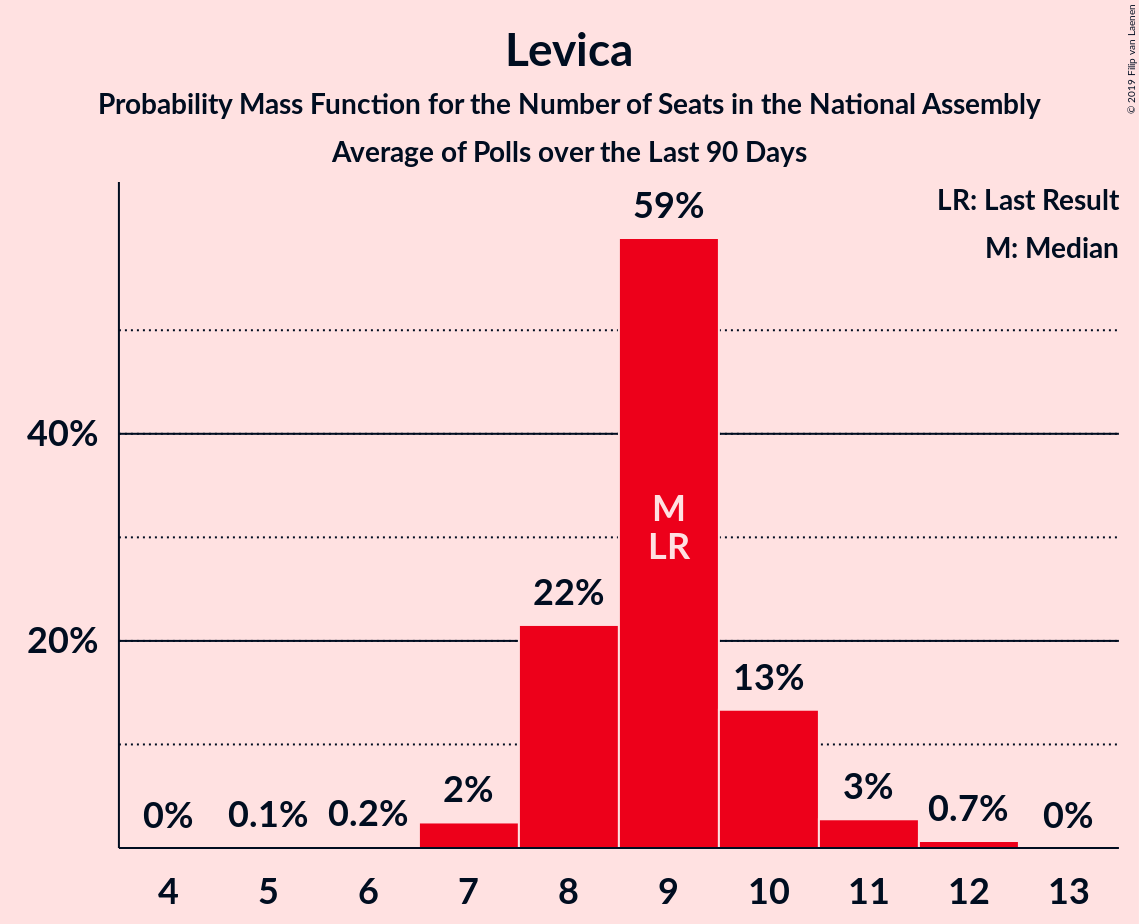 Levica
Probability Mass Function for the Number of Seats in the National Assembly
Average of Polls over the Last 90 Days
© 2019 Filip van Laenen
LR: Last Result
M: Median
59%
40%
M
LR
22%
20%
13%
0%
0.1%
0.2%
2%
3%
0.7%
0%
4 5 6 7 8 9 10 11 12 13